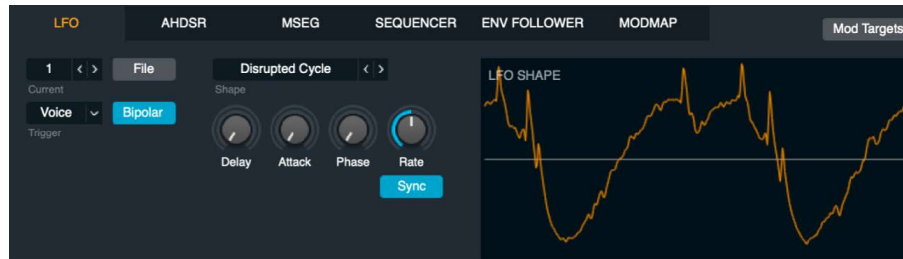 LFO AHDSR MSEG SEQUENCER ENV FOLLOWER MODMAP
Mod Targets
1 < > File Disrupted Cycle < >
Current Shape
Voice Bipolar
Trigger
Delay Attack Phase Rate
Sync
LFO SHAPE